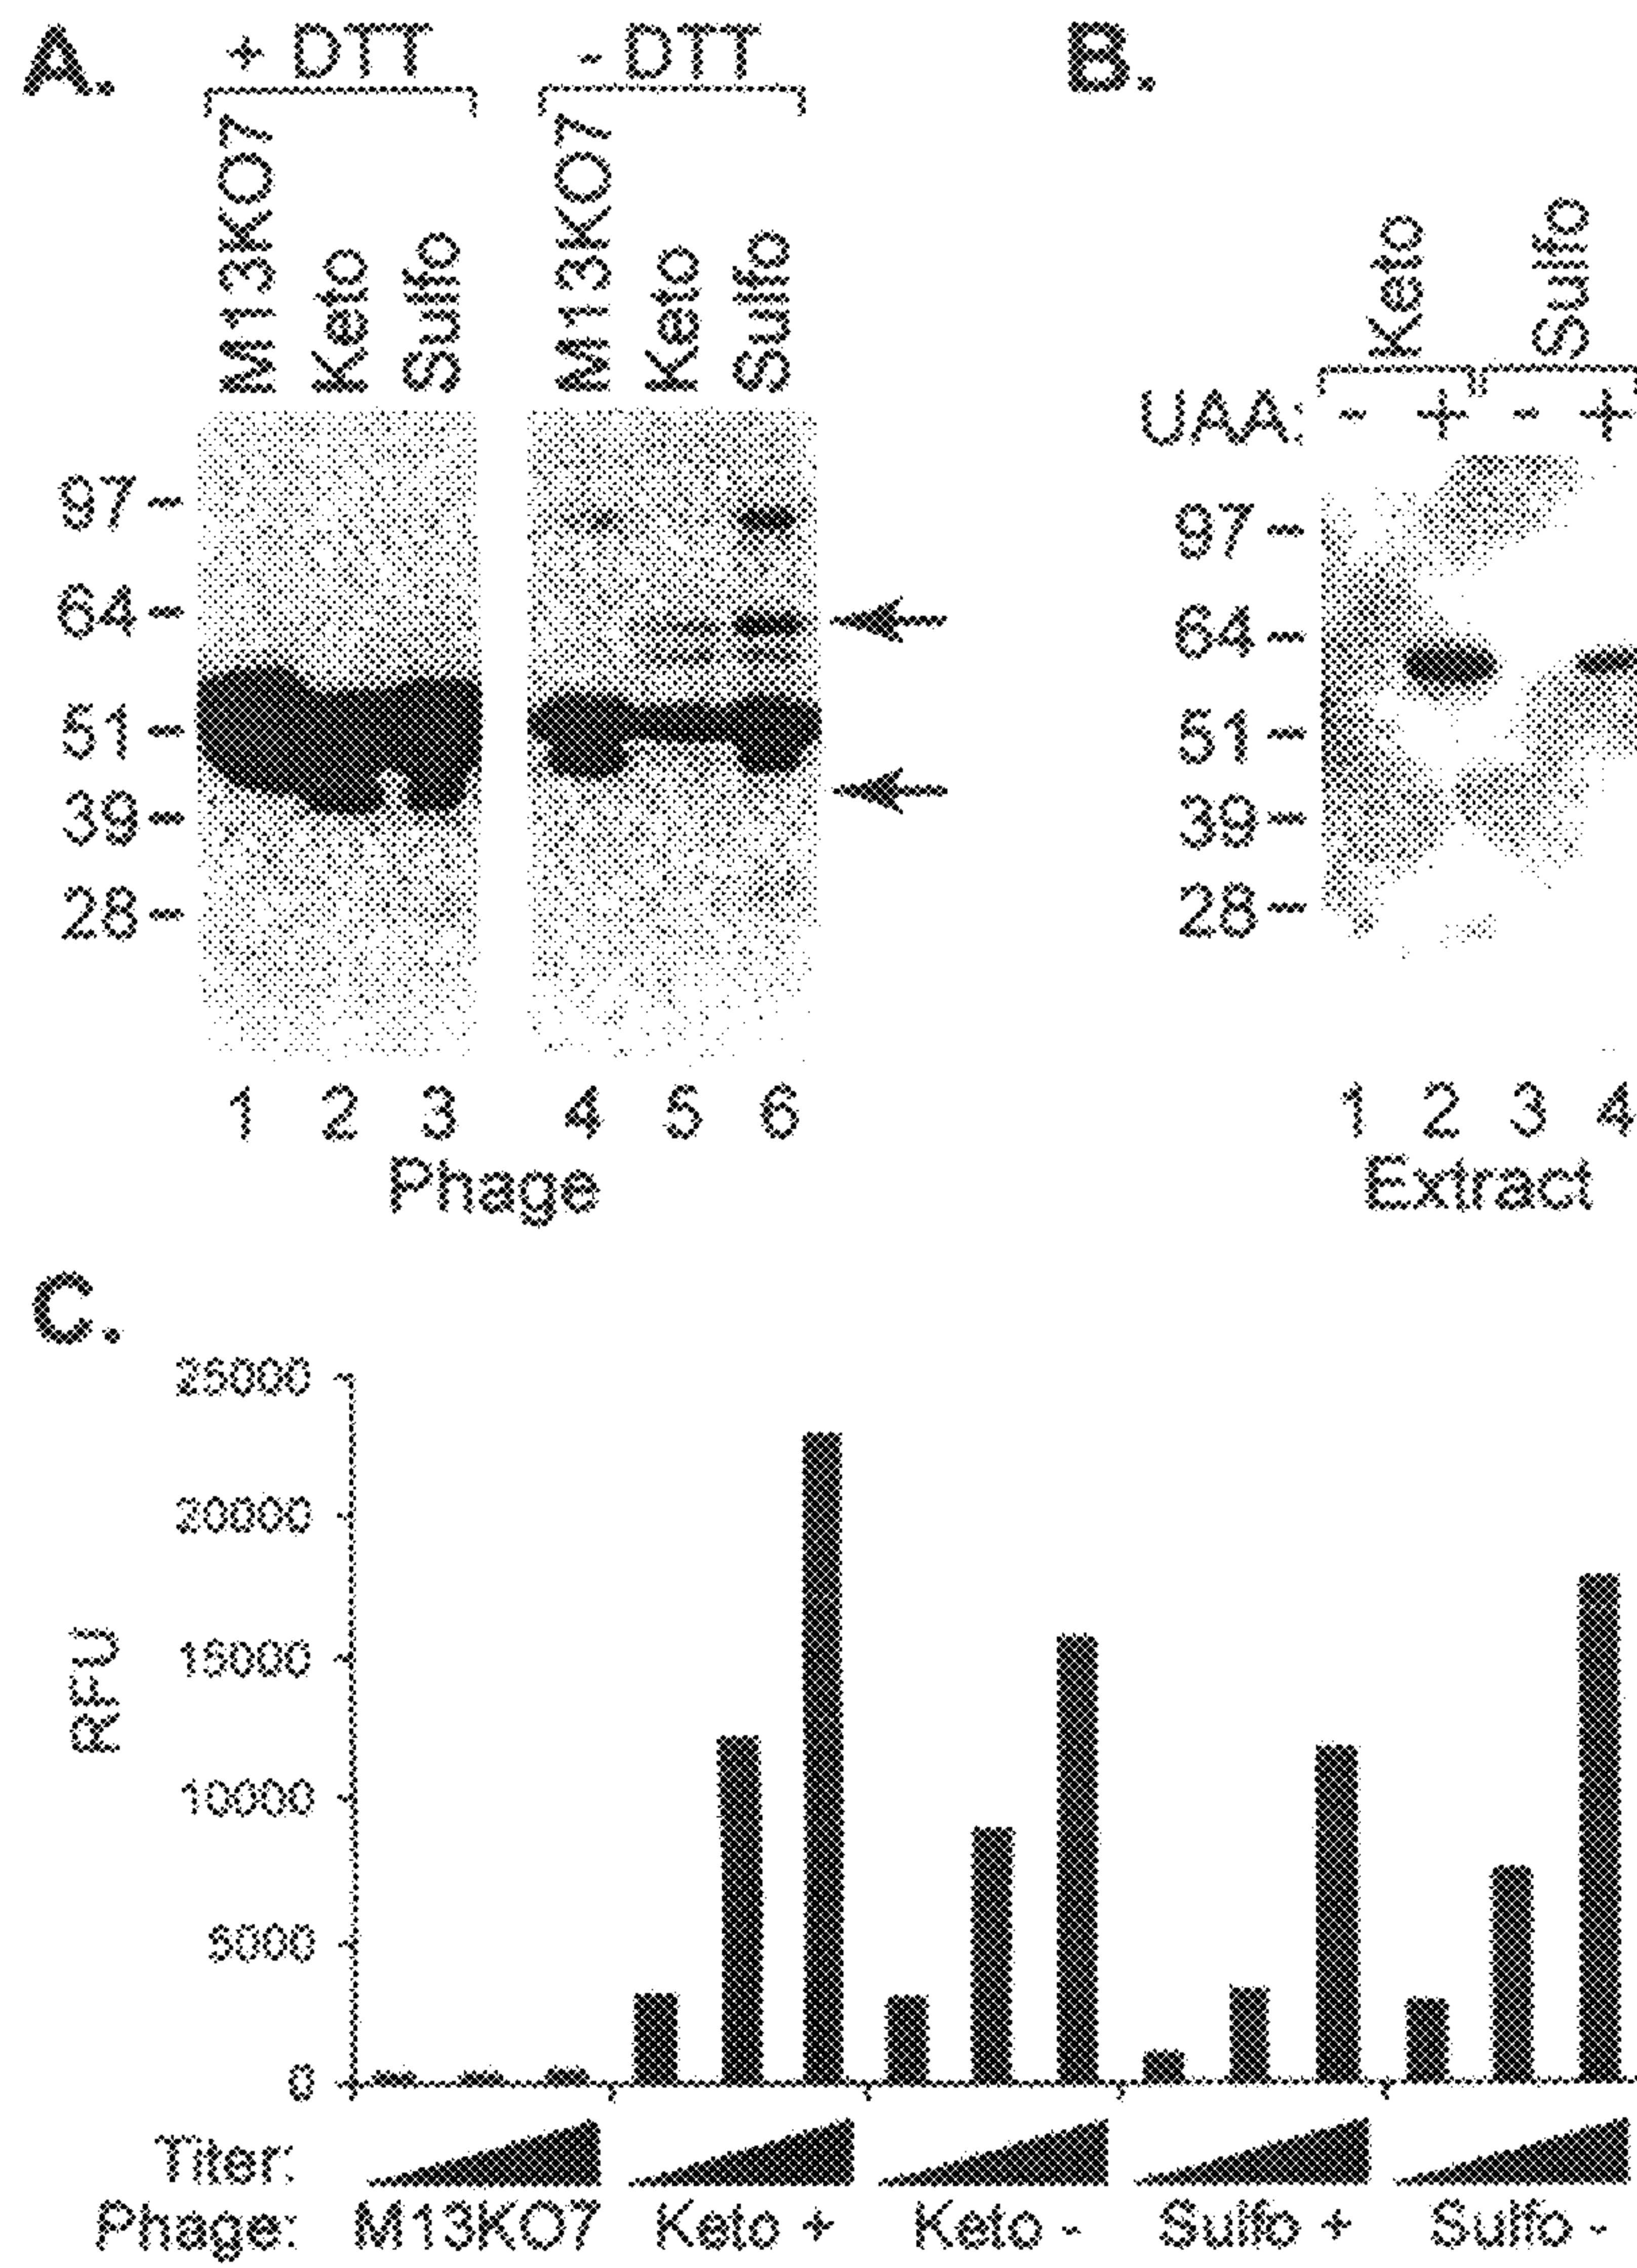 A.
+ DTT
- DTT
M13KO7
Keto
Sulfo
M13KO7
Keto
Sulfo
97
64
51
39
28
1 2 3 4 5 6
Phage
B.
Keto
Sulfo
UAA: - + - +
97
64
51
39
28
1 2 3 4
Extract
C.
RFU
25000
20000
15000
10000
5000
0
Titer:
Phage: M13KO7 Keto + Keto - Sulfo + Sulfo -